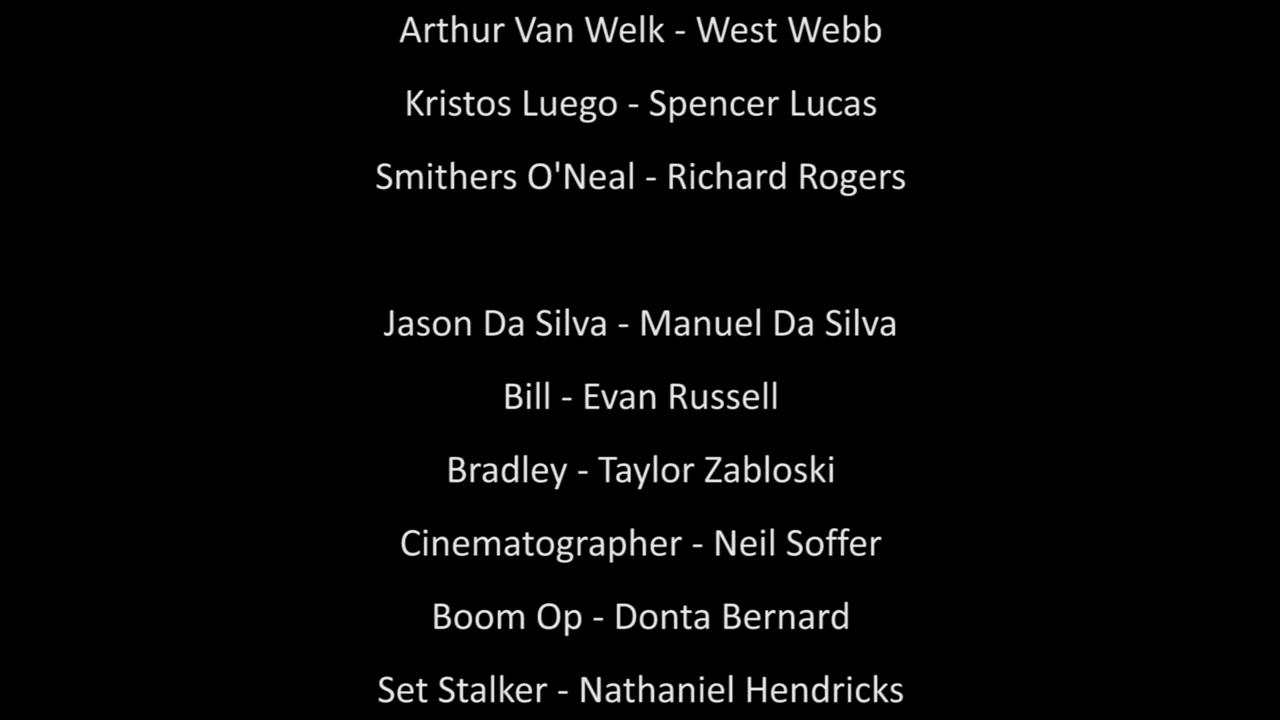 Arthur Van Welk - West Webb
Kristos Luego - Spencer Lucas
Smithers O'Neal - Richard Rogers
Jason Da Silva - Manuel Da Silva
Bill - Evan Russell
Bradley - Taylor Zabloski
Cinematographer - Neil Soffer
Boom Op - Donta Bernard
Set Stalker - Nathaniel Hendricks